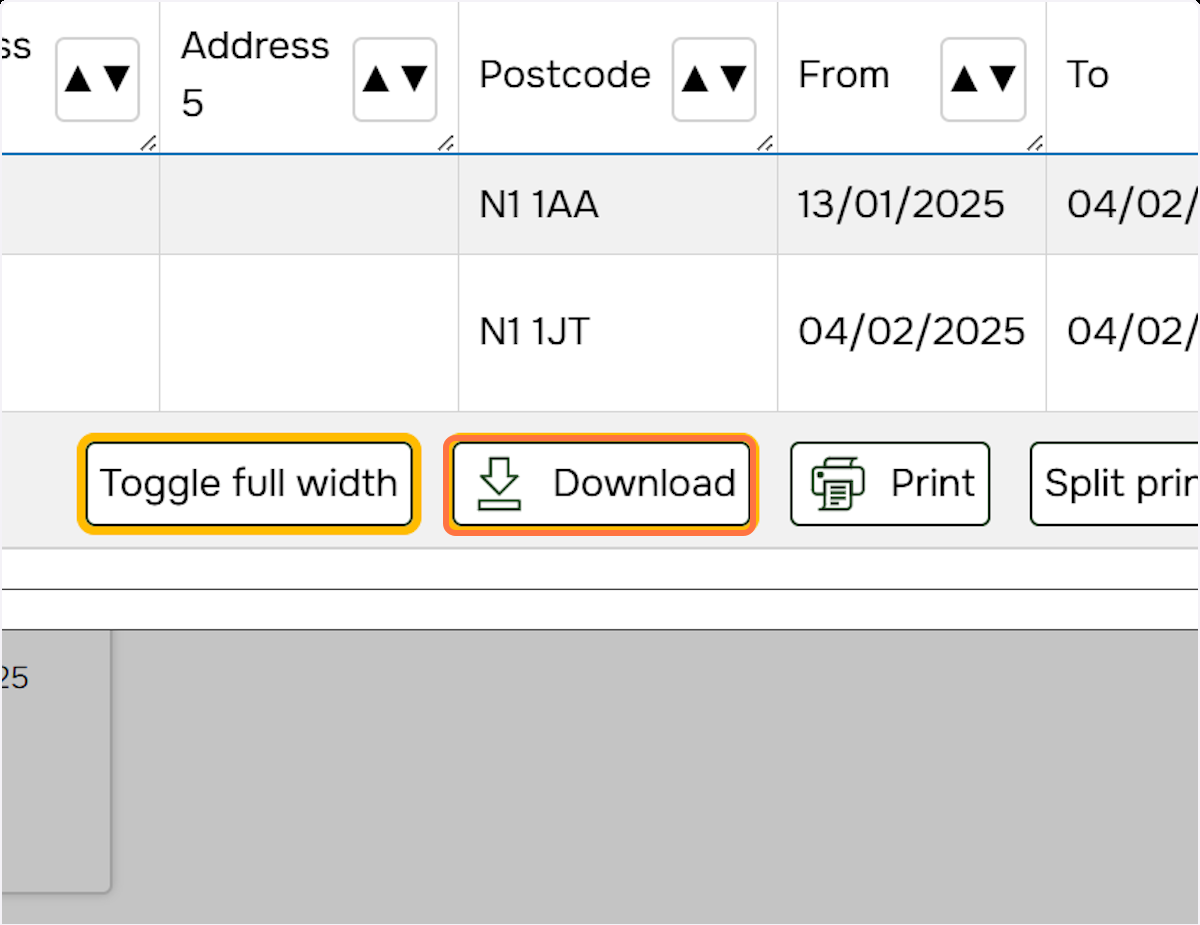 ss ▲▼ Address 5 ▲▼ Postcode ▲▼ From ▲▼ To
N1 1AA 13/01/2025 04/02/
N1 1JT 04/02/2025 04/02/
Toggle full width Download Print Split prin
25